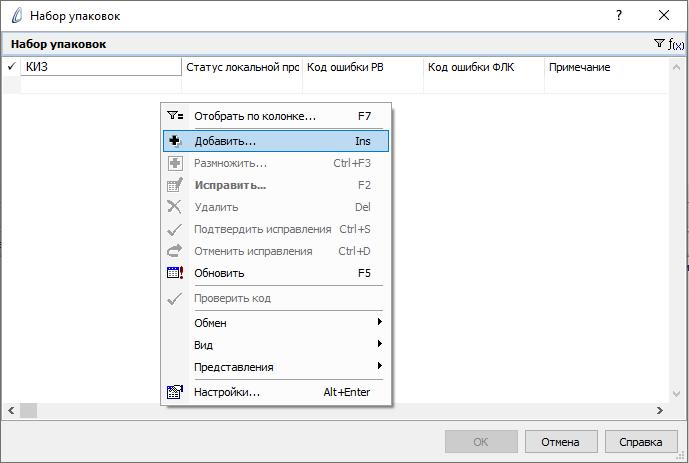 Набор упаковок
?
Набор упаковок
f(x)
КИЗ Статус локальной про Код ошибки РВ Код ошибки ФЛК Примечание
Отобрать по колонке... F7
Добавить... Ins
Размножить... Ctrl+F3
Исправить... F2
Удалить Del
Подтвердить исправления Ctrl+S
Отменить исправления Ctrl+D
Обновить F5
Проверить код
Обмен
Вид
Представления
Настройки... Alt+Enter
ОК Отмена Справка